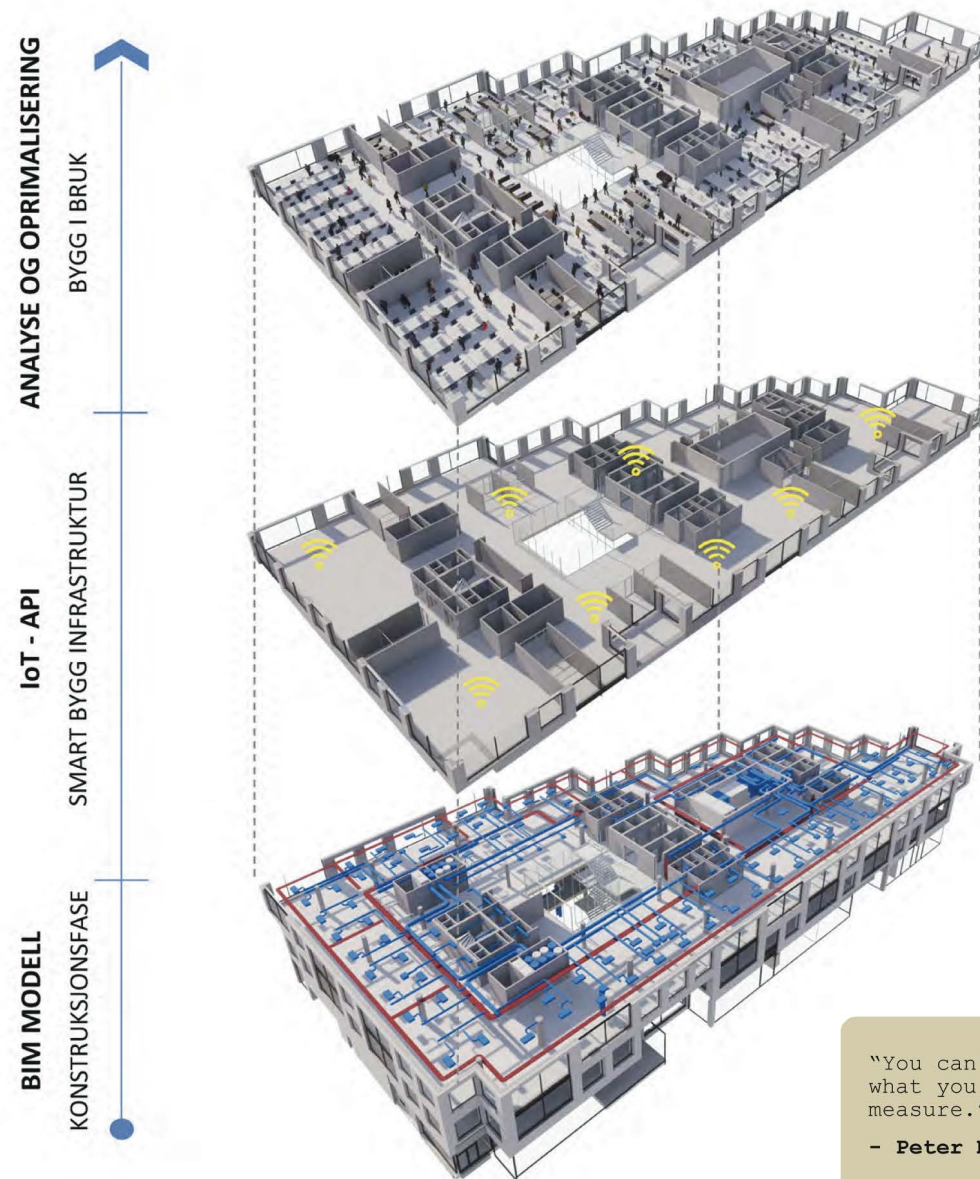 ANALYSE OG OPRIMALISERING
BYGG I BRUK
IoT - API
SMART BYGG INFRASTRUKTUR
BIM MODELL
KONSTRUKSJONSFASE
"You can
what you
measure.
- Peter